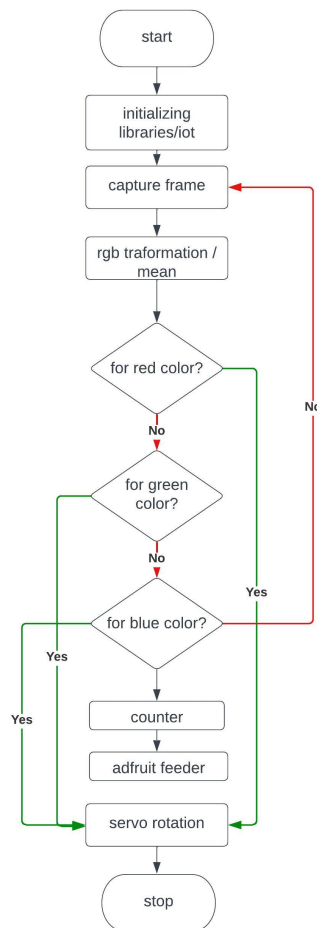 start
initializing
libraries/iot
capture frame
rgb traformation /
mean
for red color?
No
No
for green
color?
No
Yes
for blue color?
Yes
Yes
counter
adfruit feeder
servo rotation
stop